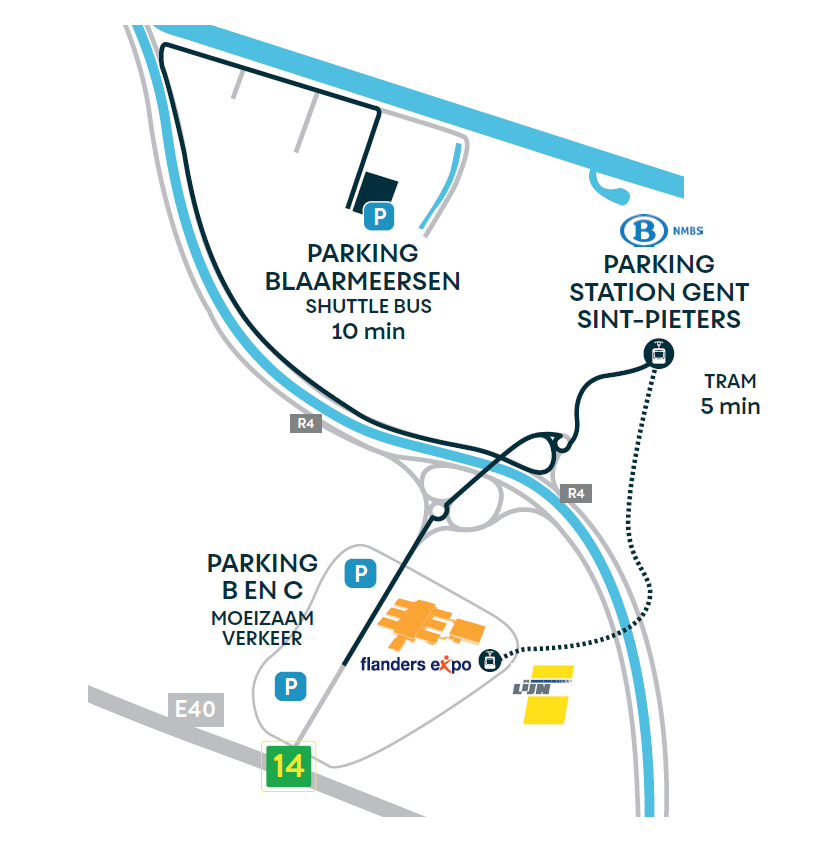 P
PARKING
BLAARMEERSEN
SHUTTLE BUS
10 min
B NMBS
PARKING
STATION GENT
SINT-PIETERS
TRAM
5 min
R4
R4
PARKING
B EN C
MOEIZAAM
VERKEER
P
flanders expo
P
LIJN
E40
14